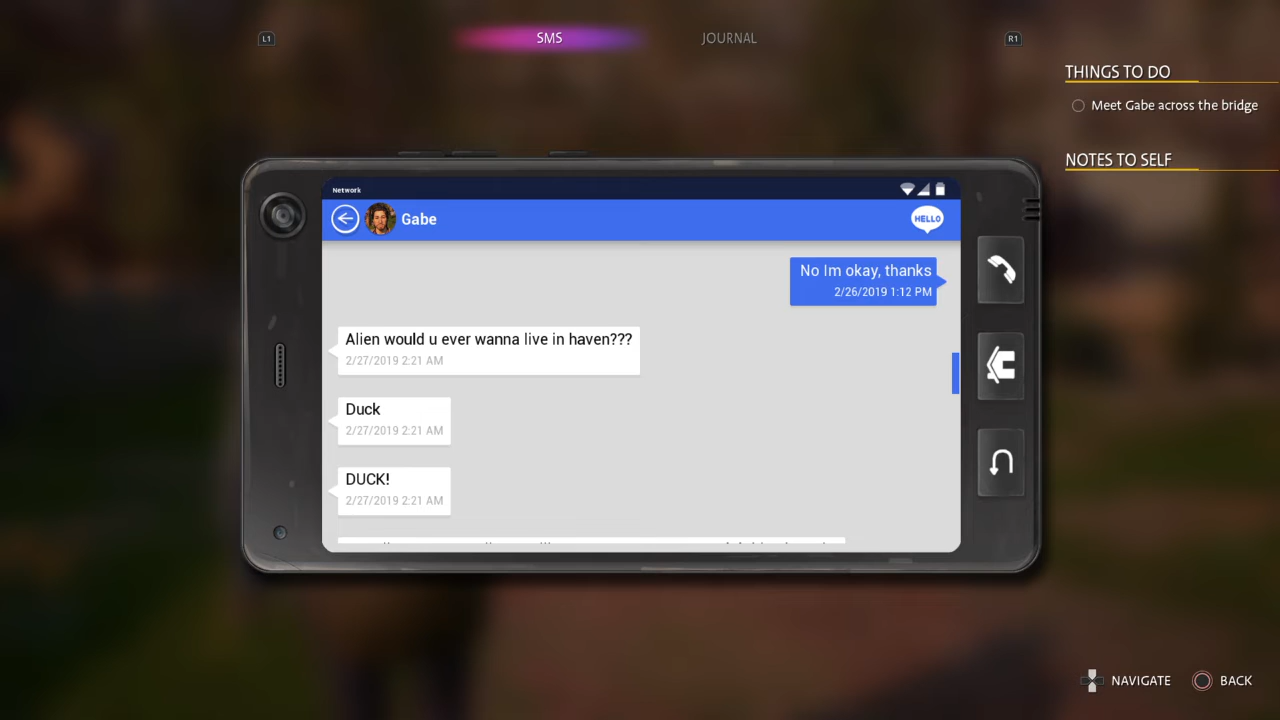 L1
SMS
JOURNAL
R1
THINGS TO DO
Meet Gabe across the bridge
NOTES TO SELF
Network
Gabe
HELLO
No Im okay, thanks
2/26/2019 1:12 PM
Alien would u ever wanna live in haven???
2/27/2019 2:21 AM
Duck
2/27/2019 2:21 AM
DUCK!
2/27/2019 2:21 AM
NAVIGATE
BACK